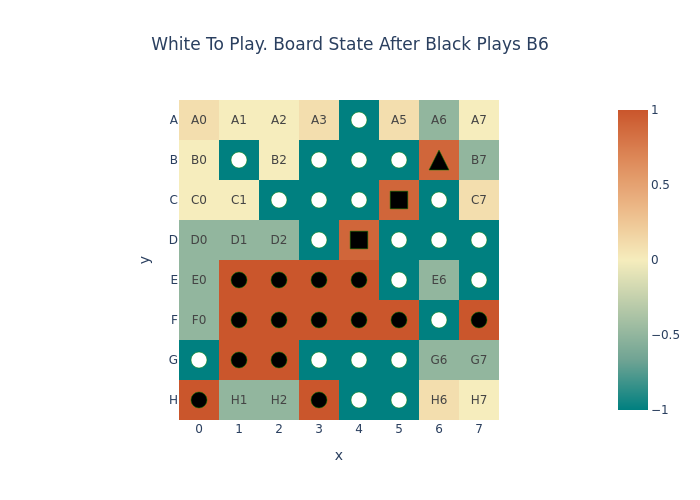 White To Play. Board State After Black Plays B6
A A0 A1 A2 A3 A5 A6 A7
B B0 B2 B7
C C0 C1 C7
D D0 D1 D2
E E0 E6
F F0
G G6 G7
H H1 H2 H6 H7
0 1 2 3 4 5 6 7
x
y
1
0.5
0
−0.5
−1